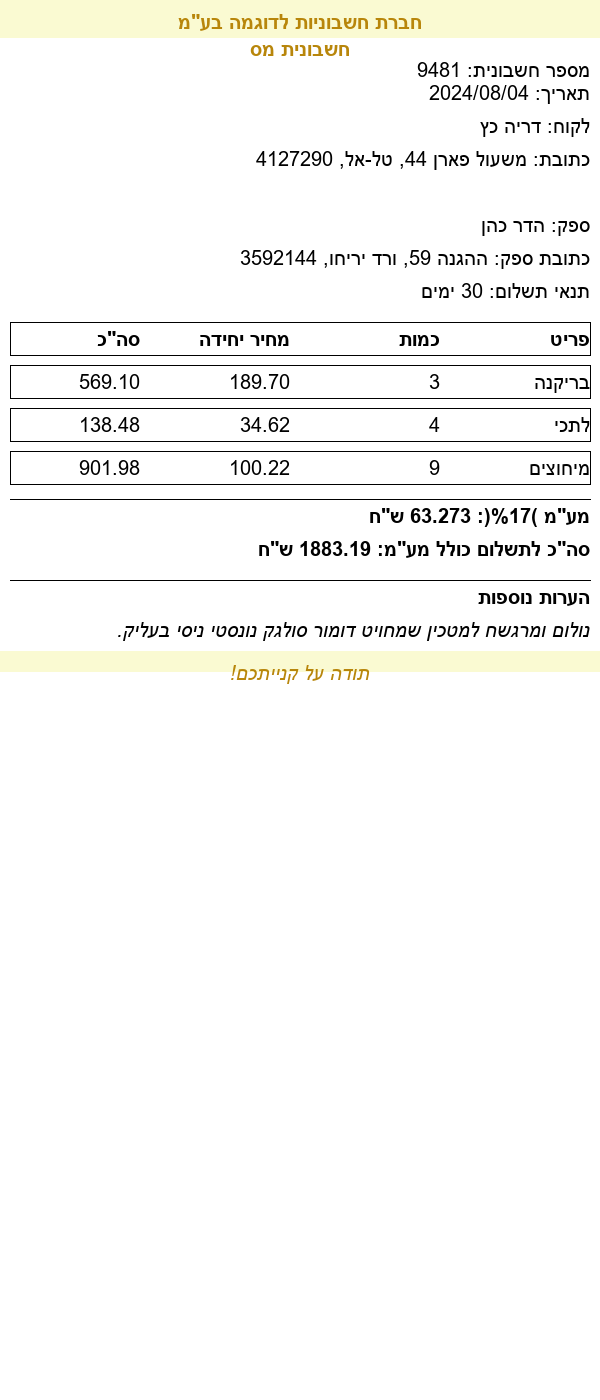 חברת חשבוניות לדוגמה בע"מ
חשבונית מס
מספר חשבונית: 9481
תאריך: 2024/08/04
לקוח: דריה כץ
כתובת: משעול פארן 44, טל-אל, 4127290
ספק: הדר כהן
כתובת ספק: ההגנה 59, ורד יריחו, 3592144
תנאי תשלום: 30 ימים
פריט כמות מחיר יחידה סה"כ
בריקנה 3 189.70 569.10
לתכי 4 34.62 138.48
מיחוצים 9 100.22 901.98
מע"מ )17%(: 63.273 ש"ח
סה"כ לתשלום כולל מע"מ: 1883.19 ש"ח
הערות נוספות
נולום ומרגשח למטכין שמחויט דומור סולגק נונסטי ניסי בעליק.
תודה על קנייתכם!